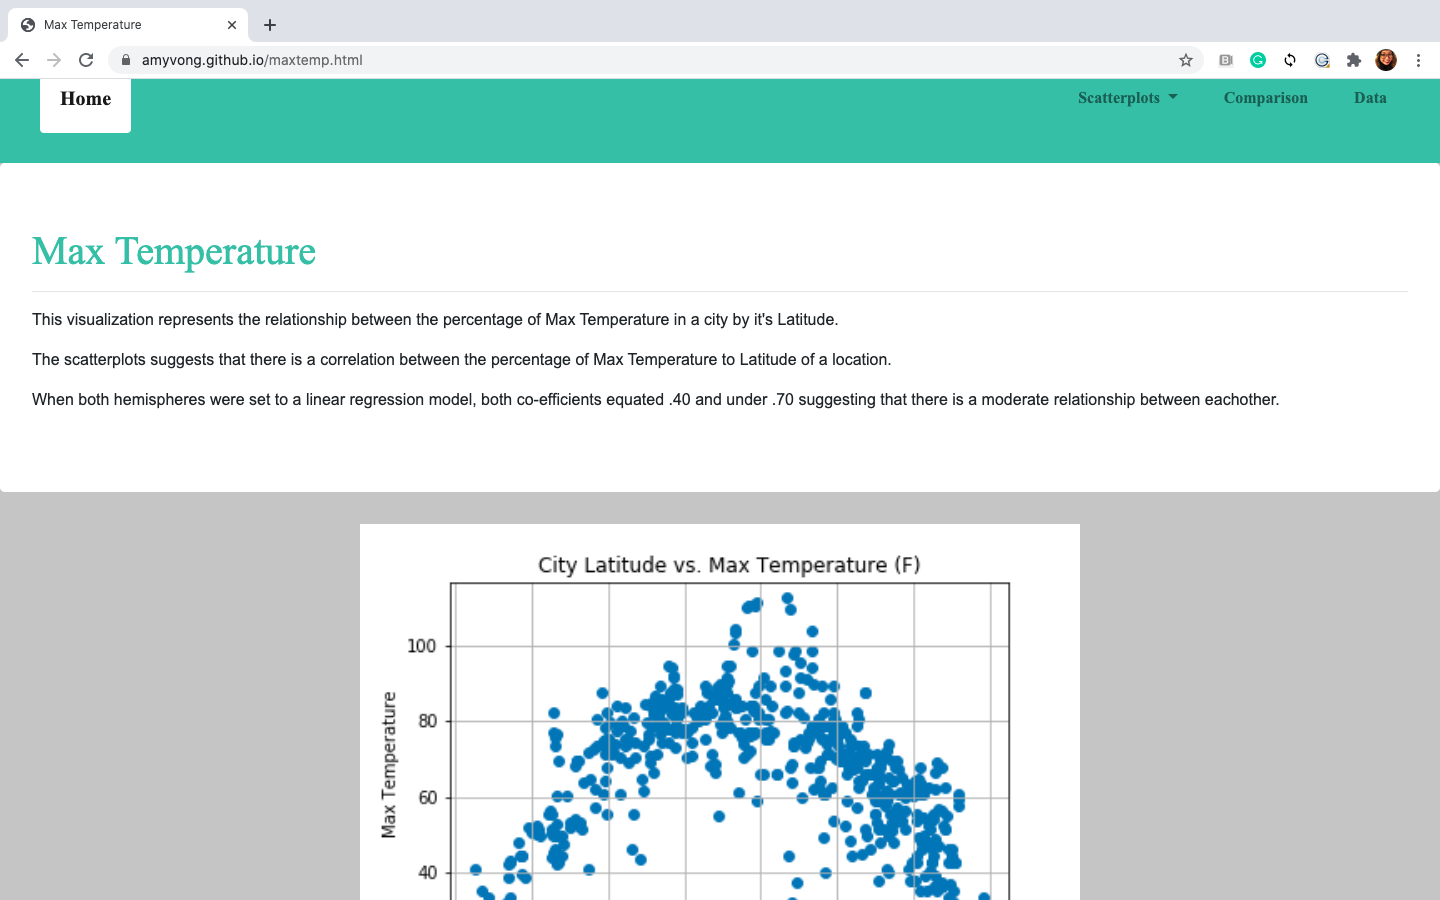 Max Temperature
amyvong.github.io/maxtemp.html
Home
Scatterplots
Comparison
Data
Max Temperature
This visualization represents the relationship between the percentage of Max Temperature in a city by it's Latitude.
The scatterplots suggests that there is a correlation between the percentage of Max Temperature to Latitude of a location.
When both hemispheres were set to a linear regression model, both co-efficients equated .40 and under .70 suggesting that there is a moderate relationship between eachother.
City Latitude vs. Max Temperature (F)
100
80
60
40
Max Temperature